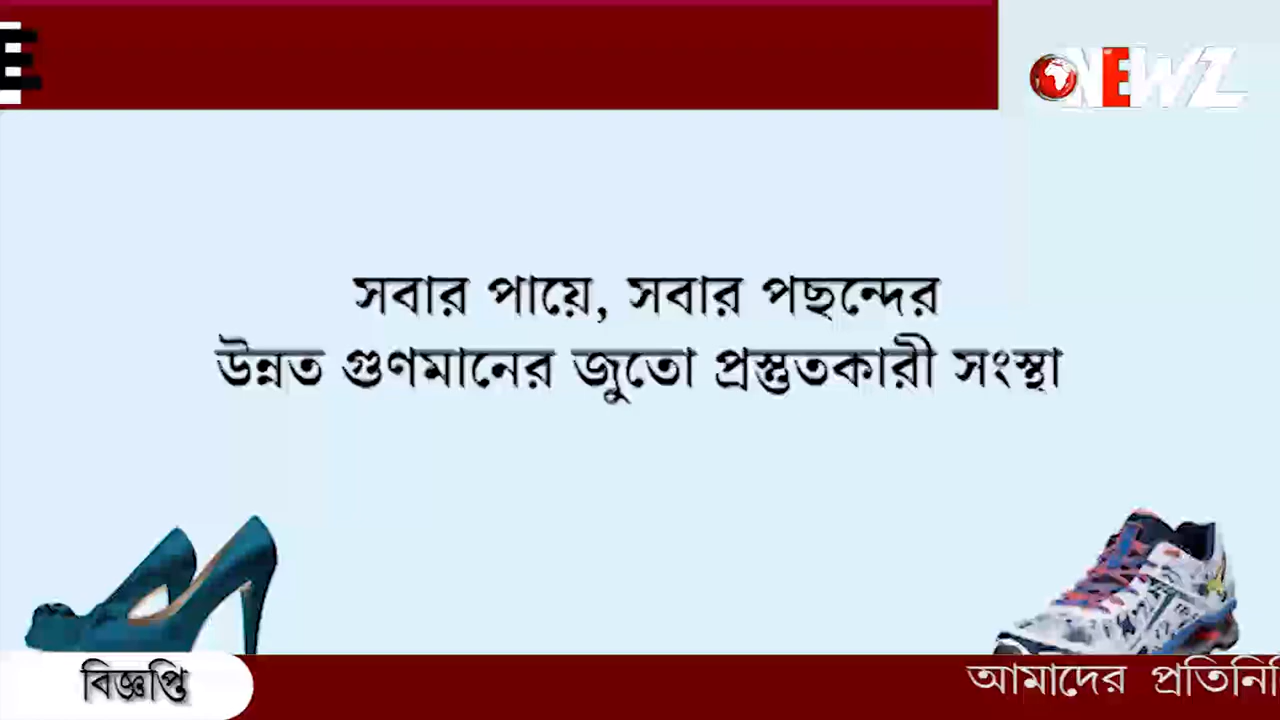 E
NEWZ
সবার পায়ে, সবার পছন্দের
উন্নত গুণমানের জুতো প্রস্তুতকারী সংস্থা
বিজ্ঞপ্তি
আমাদের